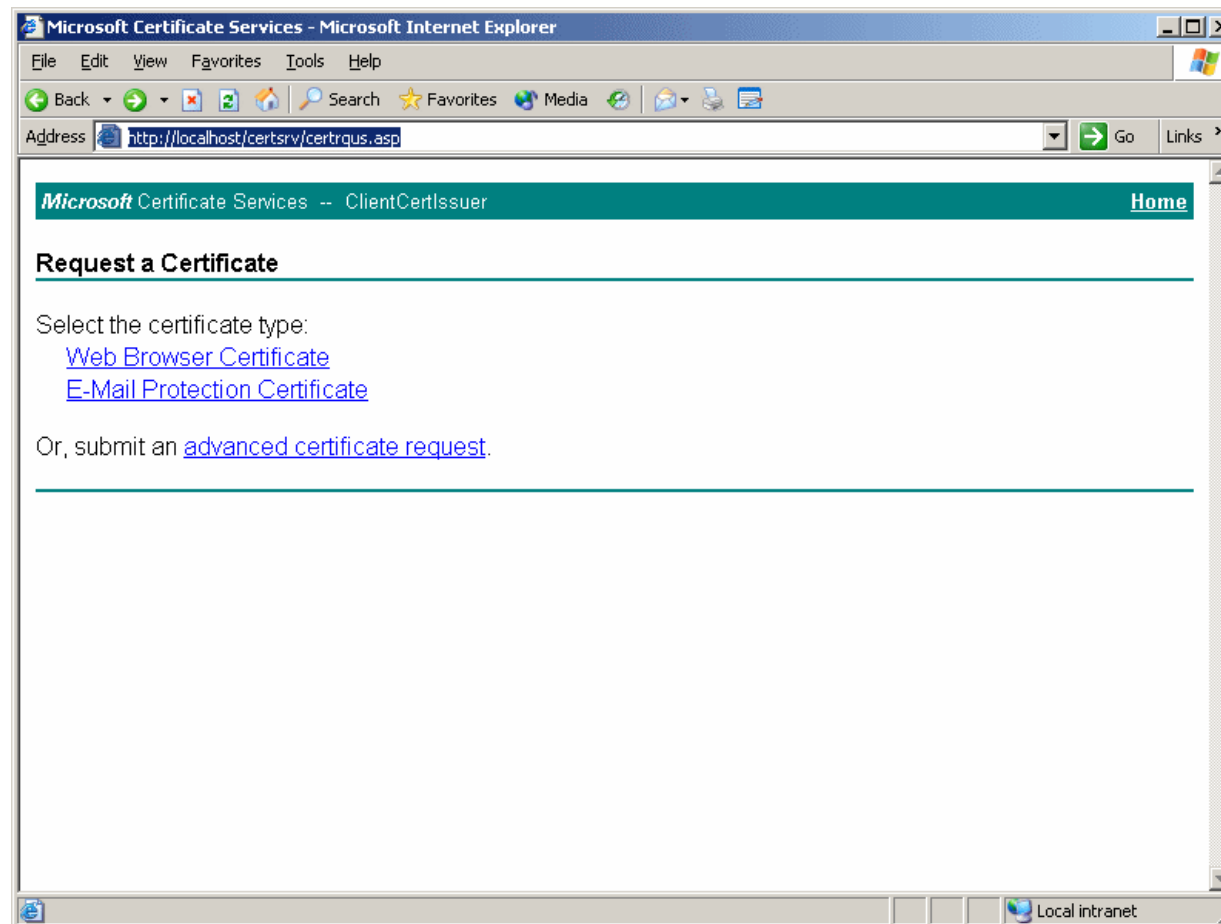 Microsoft Certificate Services - Microsoft Internet Explorer
File Edit View Favorites Tools Help
Back Search Favorites Media
Address http://localhost/certsrv/certrqus.asp Go Links
Microsoft Certificate Services -- ClientCertIssuer Home
Request a Certificate
Select the certificate type:
Web Browser Certificate
E-Mail Protection Certificate
Or, submit an advanced certificate request.
Local intranet